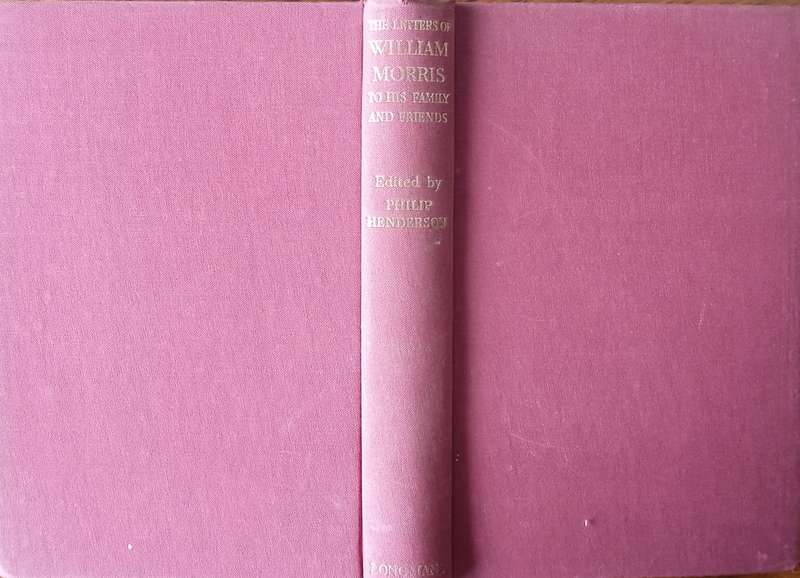 THE LETTERS OF
WILLIAM
MORRIS
TO HIS FAMILY
AND FRIENDS
Edited by
PHILIP
HENDERSON
LONGMANS